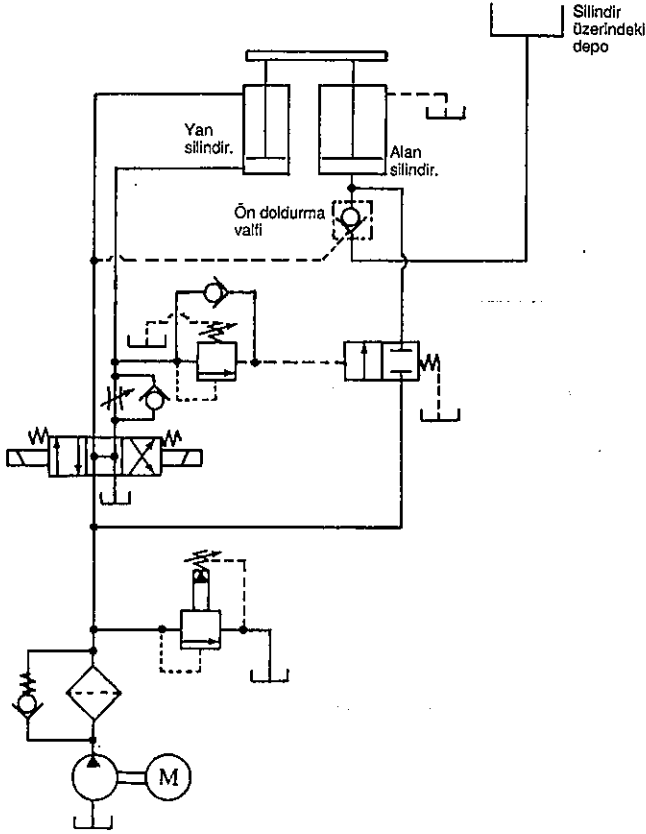 Silindir
üzerindeki
depo
Yan
silindir.
Alan
silindir.
Ön doldurma
valfi
M